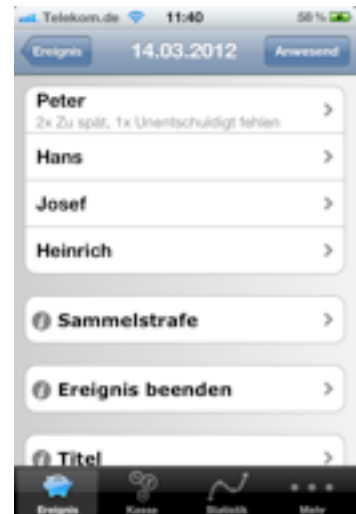 Telekom.de 11:40 58 %
Ereignis 14.03.2012 Anwesend
Peter
2x Zu spät, 1x Unentschuldigt fehlen
Hans
Josef
Heinrich
Sammelstrafe
Ereignis beenden
Titel
Ereignis Kasse Statistik Mehr